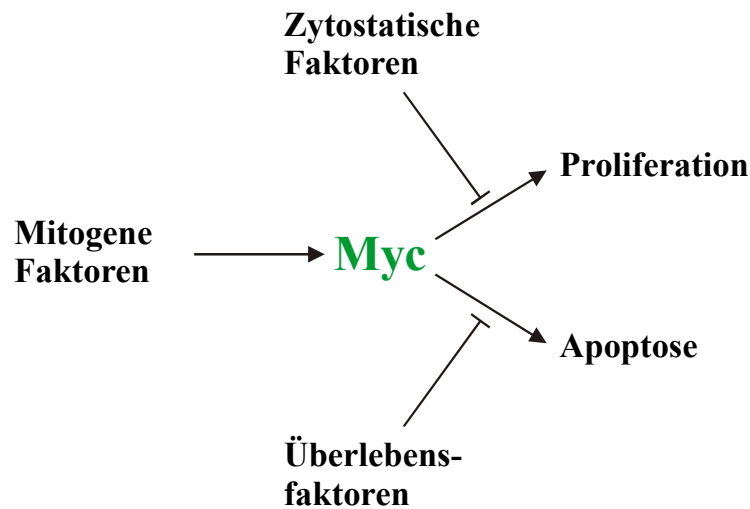 Zytostatische
Faktoren
Proliferation
Mitogene
Faktoren
Myc
Apoptose
Überlebens-
faktoren